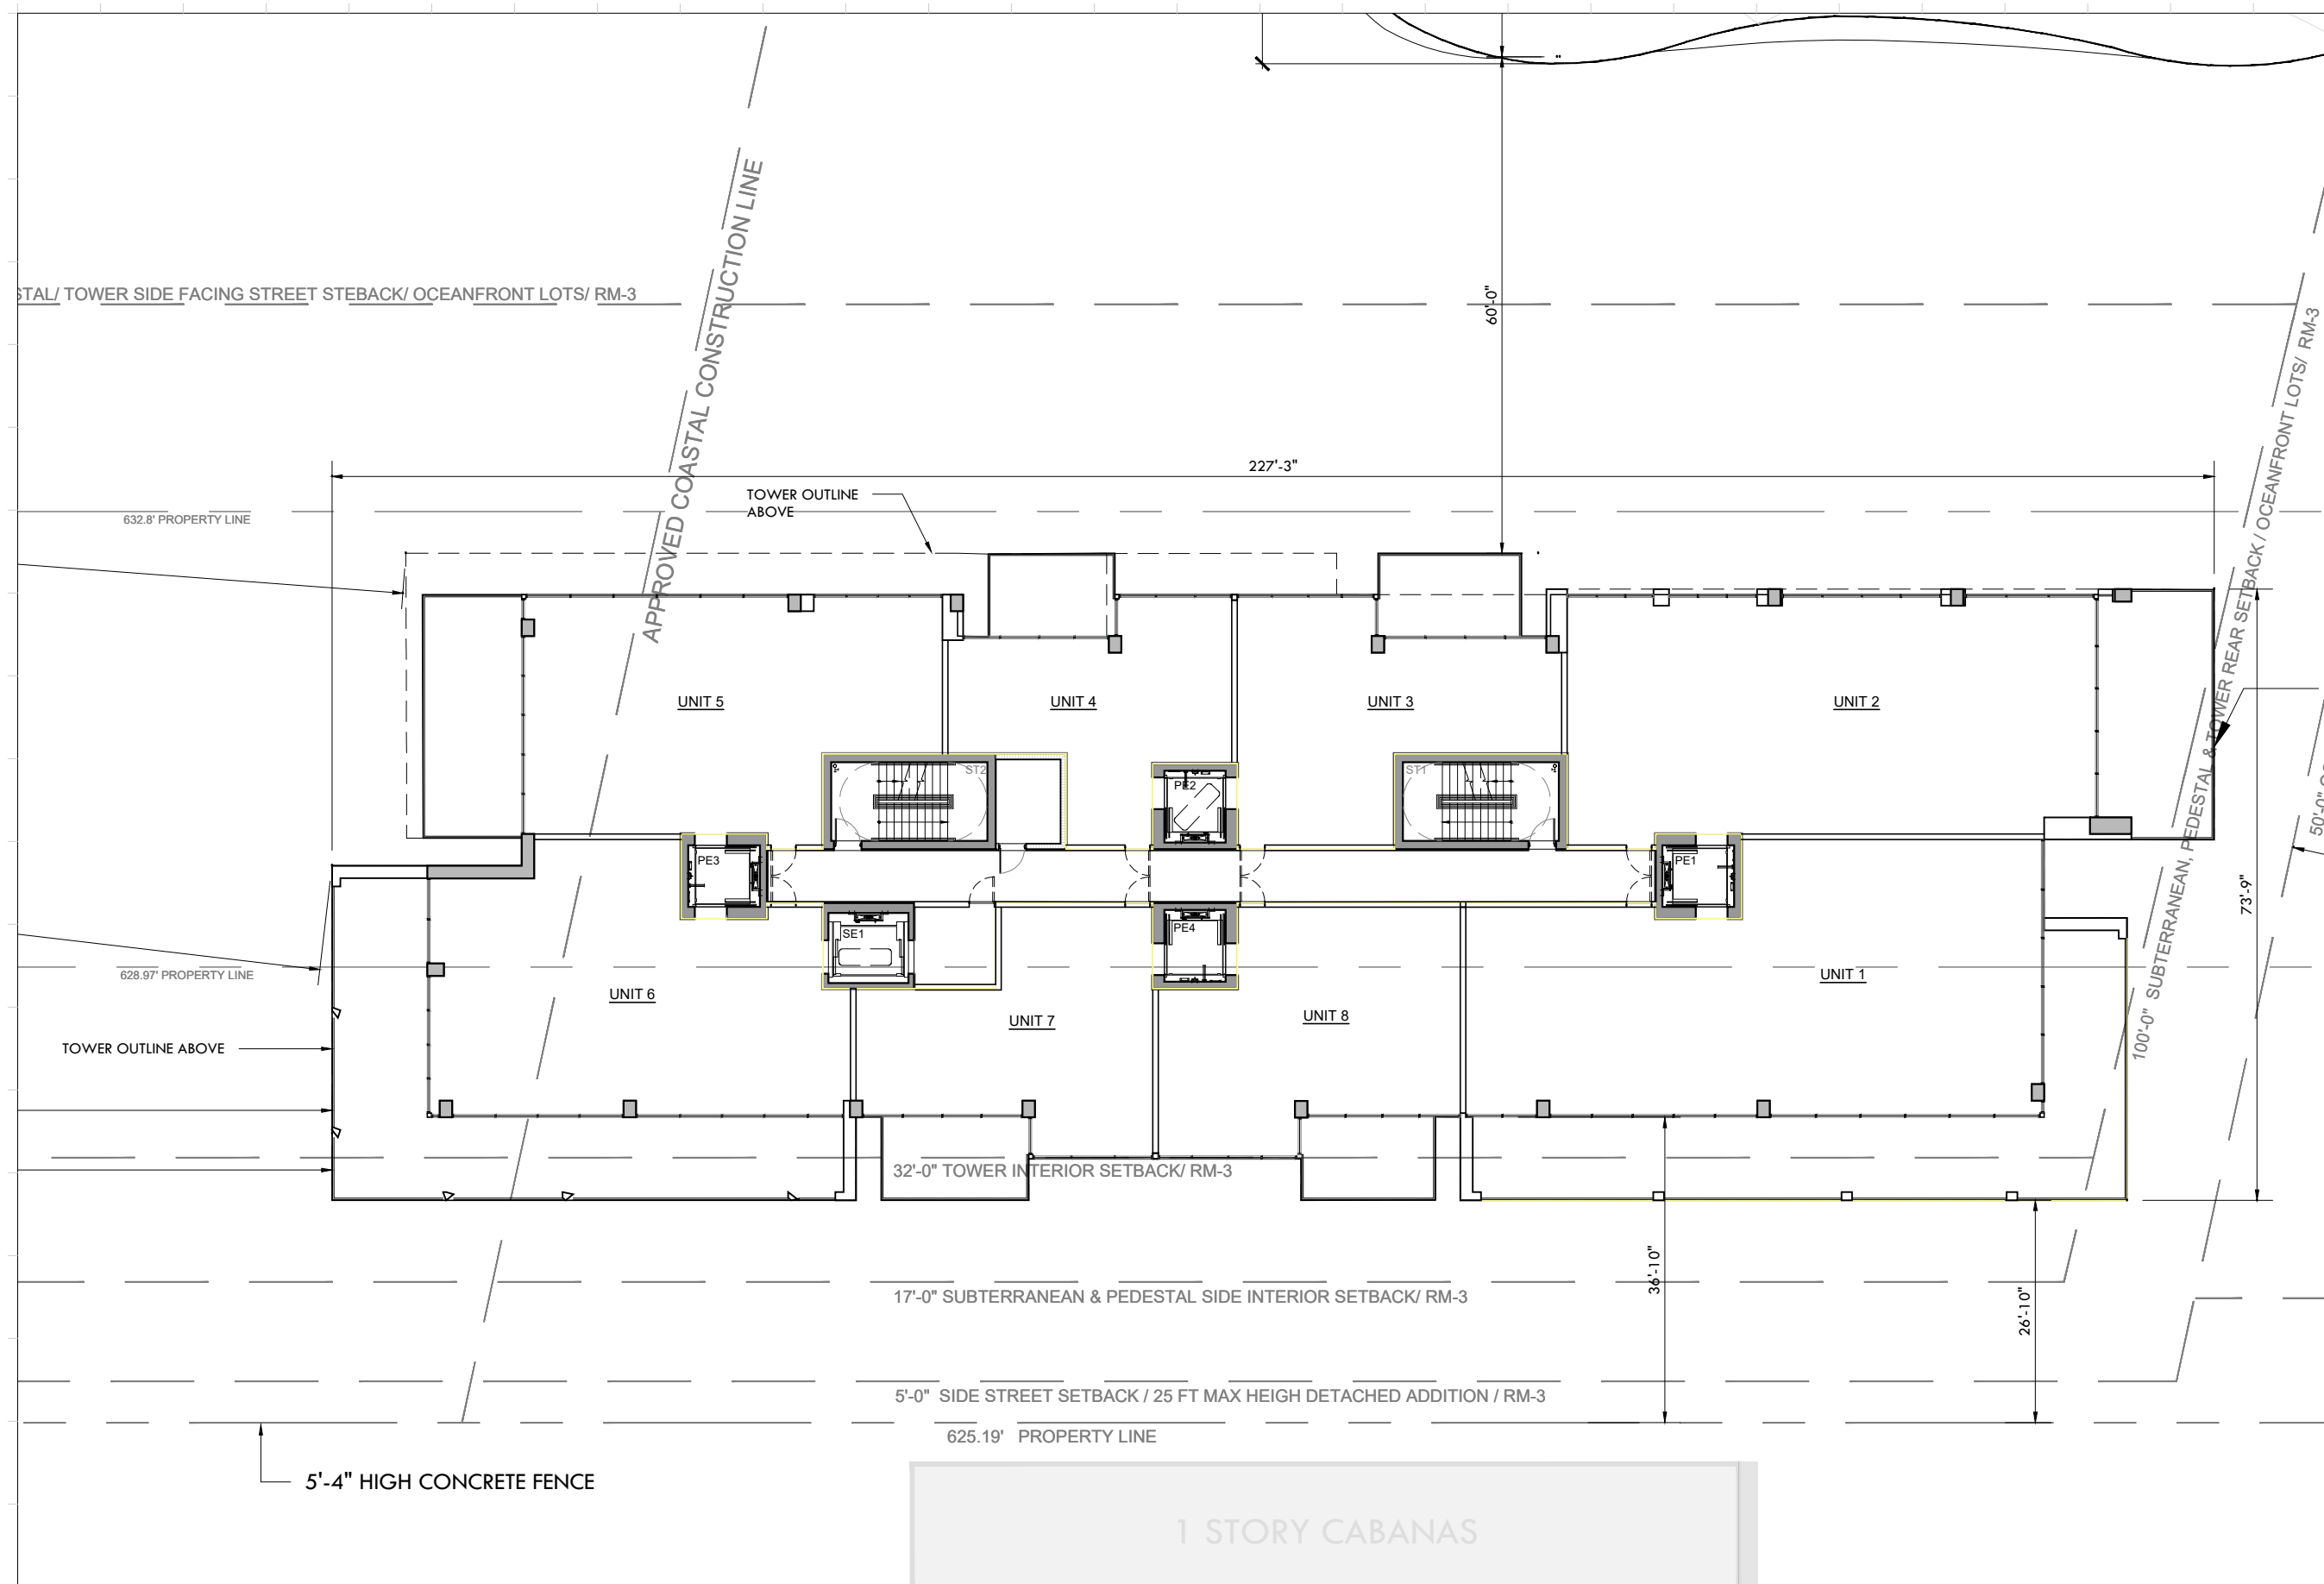 "
APPROVED COASTAL CONSTRUCTION LINE
STAL/ TOWER SIDE FACING STREET STEBACK/ OCEANFRONT LOTS/ RM-3
60'-0"
100'-0" SUBTERRANEAN, PEDESTAL & TOWER REAR SETBACK / OCEANFRONT LOTS/ RM-3
227'-3"
TOWER OUTLINE
ABOVE
632.8' PROPERTY LINE
UNIT 5
UNIT 4
UNIT 3
UNIT 2
ST2
PE2
ST1
50'-0"
PE3
PE1
73'-9"
SE1
PE4
628.97' PROPERTY LINE
UNIT 6
UNIT 7
UNIT 8
UNIT 1
TOWER OUTLINE ABOVE
32'-0" TOWER INTERIOR SETBACK/ RM-3
36'-10"
26'-10"
17'-0" SUBTERRANEAN & PEDESTAL SIDE INTERIOR SETBACK/ RM-3
5'-0" SIDE STREET SETBACK / 25 FT MAX HEIGH DETACHED ADDITION / RM-3
625.19' PROPERTY LINE
5'-4" HIGH CONCRETE FENCE
1 STORY CABANAS